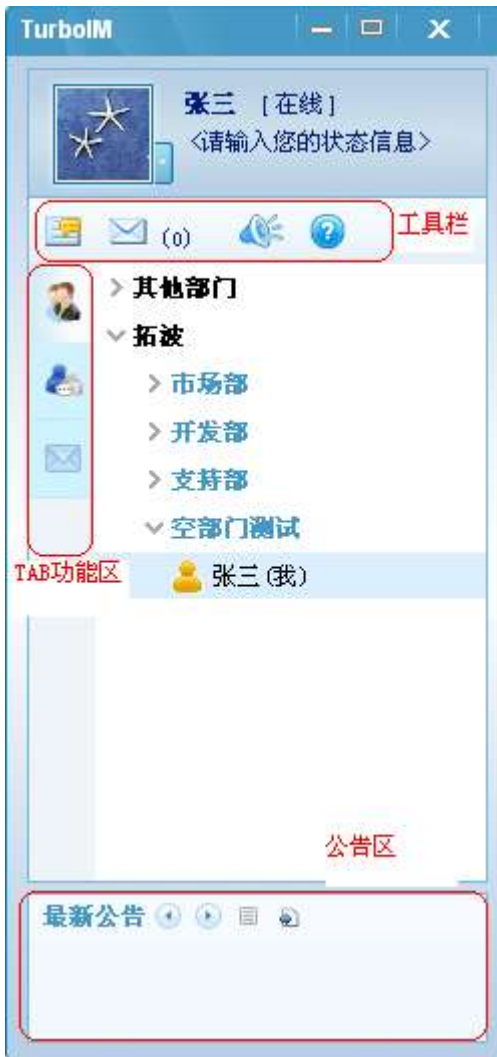 TurboIM
张三 [在线]
<请输入您的状态信息>
(0)
工具栏
其他部门
拓波
市场部
开发部
支持部
空部门测试
TAB功能区
张三(我)
公告区
最新公告